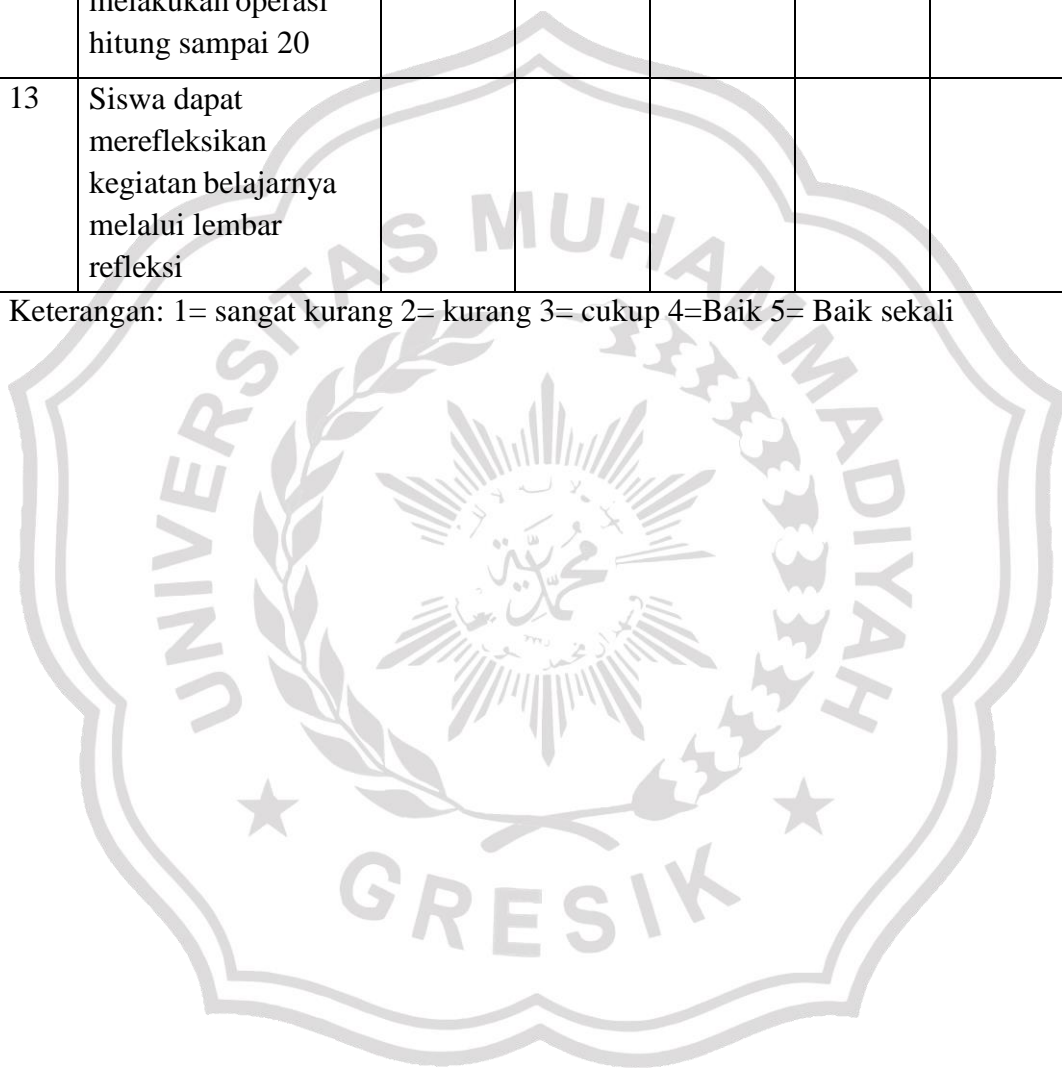 melakukan operasi
hitung sampai 20
13 Siswa dapat
merefleksikan
kegiatan belajarnya
melalui lembar
refleksi
Keterangan: 1= sangat kurang 2= kurang 3= cukup 4=Baik 5= Baik sekali
UNIVERSITAS MUHAMMADIYAH
محمدية
GRESIK